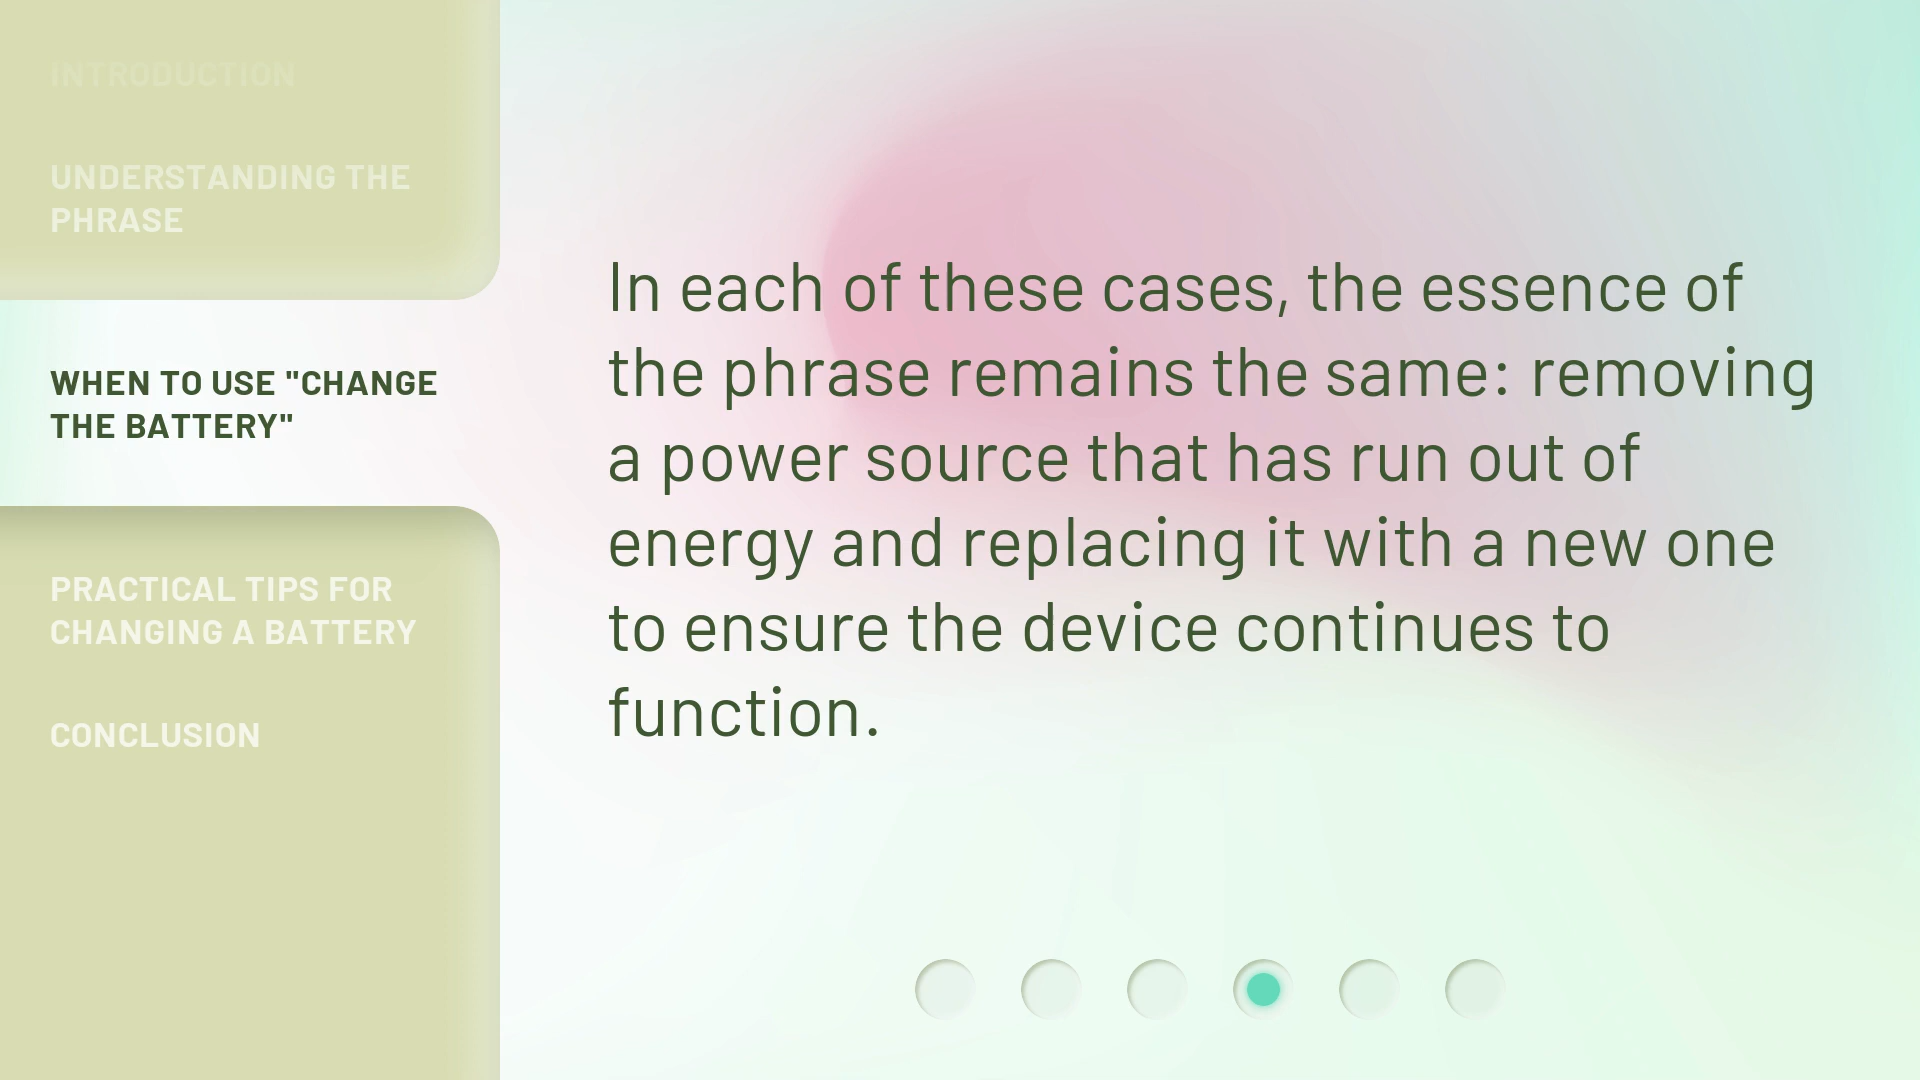 INTRODUCTION
UNDERSTANDING THE
PHRASE
WHEN TO USE "CHANGE
THE BATTERY"
PRACTICAL TIPS FOR
CHANGING A BATTERY
CONCLUSION
In each of these cases, the essence of
the phrase remains the same: removing
a power source that has run out of
energy and replacing it with a new one
to ensure the device continues to
function.